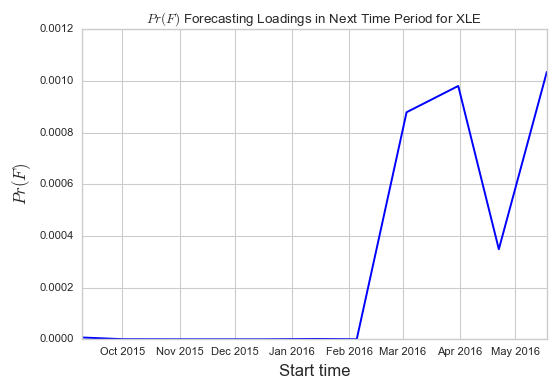 Pr(F) Forecasting Loadings in Next Time Period for XLE
0.0012
0.0010
0.0008
0.0006
0.0004
0.0002
0.0000
Pr(F)
Oct 2015 Nov 2015 Dec 2015 Jan 2016 Feb 2016 Mar 2016 Apr 2016 May 2016
Start time